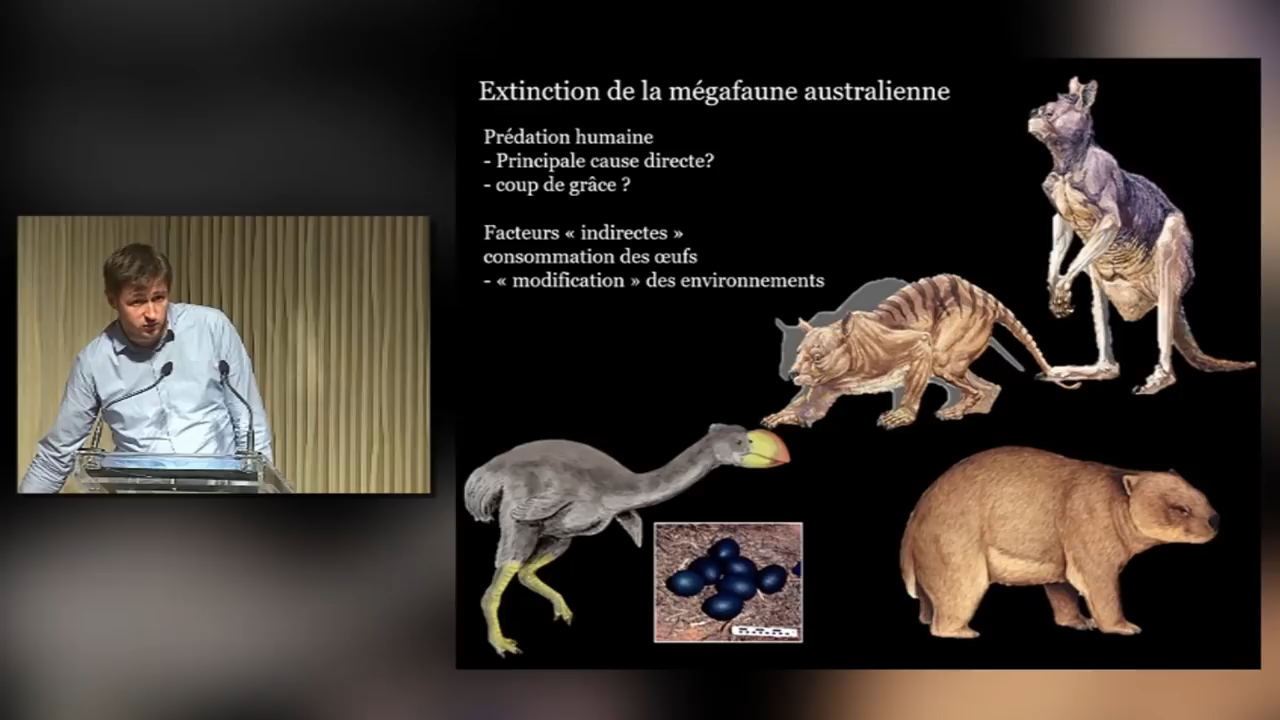 Extinction de la mégafaune australienne
Prédation humaine
- Principale cause directe?
- coup de grâce ?
Facteurs « indirectes »
consommation des œufs
- « modification » des environnements